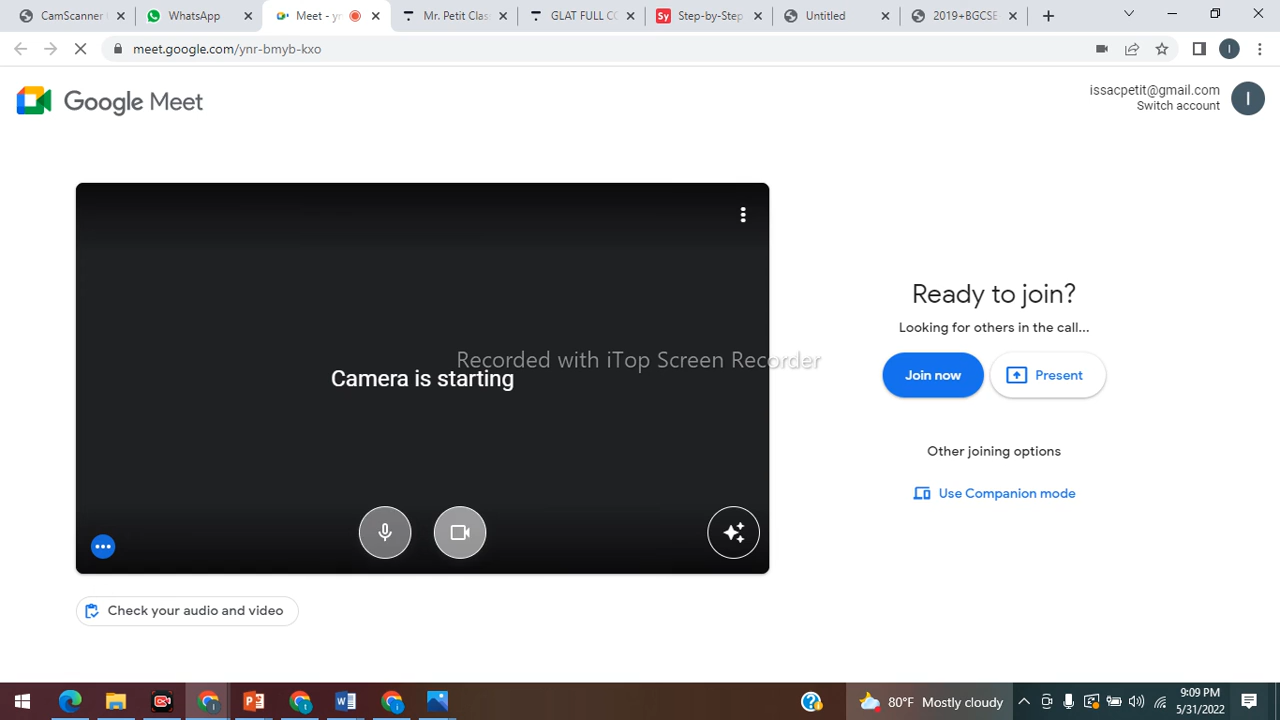 CamScanner
WhatsApp
Meet - yn
Mr. Petit Clas
GLAT FULL CO
Sy
Step-by-Step
Untitled
2019+BGCSE
meet.google.com/ynr-bmyb-kxo
I
Google Meet
issacpetit@gmail.com
Switch account
I
Camera is starting
Recorded with iTop Screen Recorder
Ready to join?
Looking for others in the call...
Join now
Present
Other joining options
Use Companion mode
Check your audio and video
80°F Mostly cloudy
9:09 PM
5/31/2022